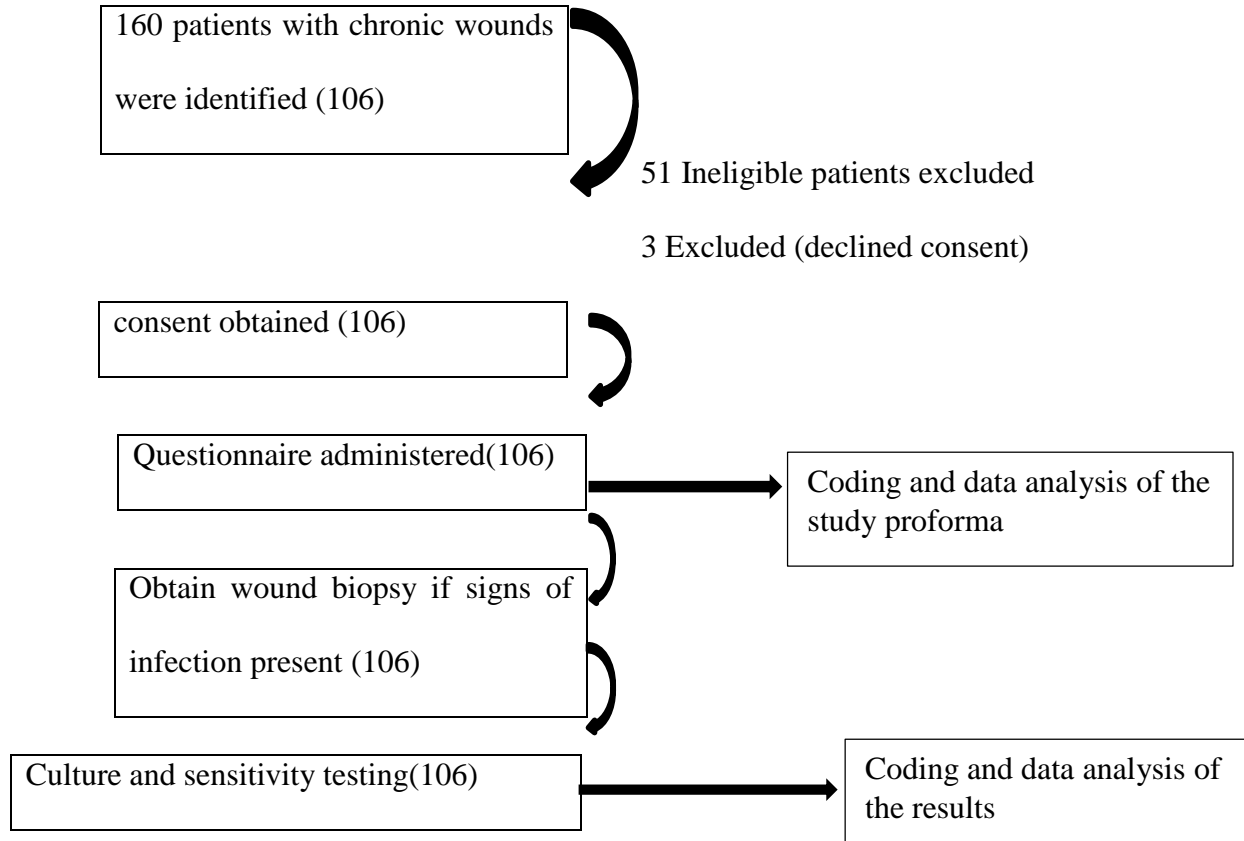 160 patients with chronic wounds
were identified (106)
51 Ineligible patients excluded
3 Excluded (declined consent)
consent obtained (106)
Questionnaire administered(106)
Coding and data analysis of the
study proforma
Obtain wound biopsy if signs of
infection present (106)
Culture and sensitivity testing(106)
Coding and data analysis of
the results